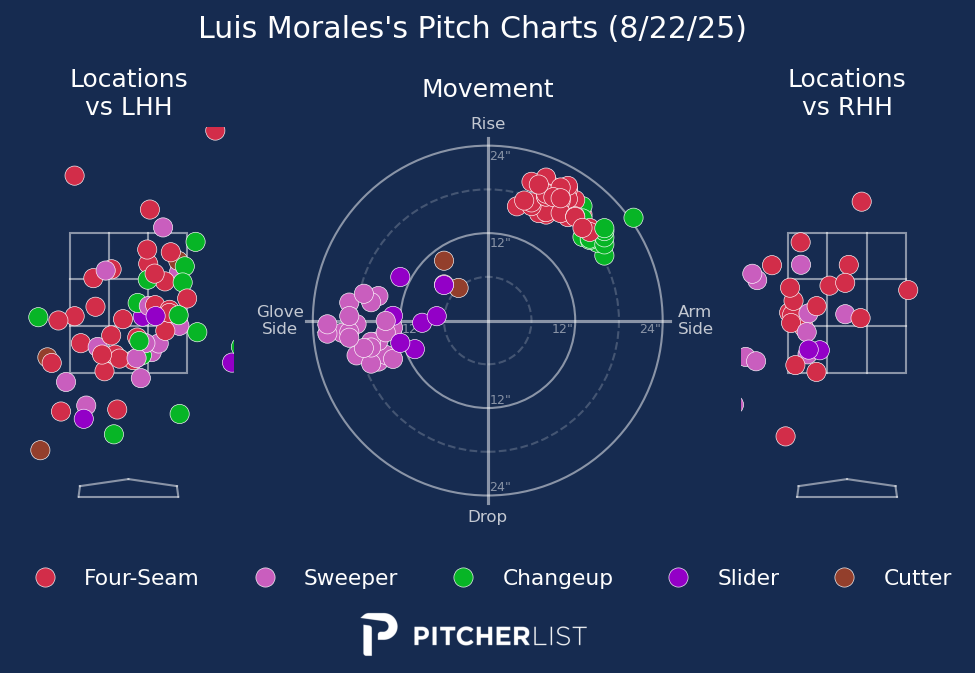 Luis Morales's Pitch Charts (8/22/25)
Locations
vs LHH
Movement
Locations
vs RHH
Rise
24"
12"
Glove
Side
12"
12"
24"
Arm
Side
12"
24"
Drop
Four-Seam
Sweeper
Changeup
Slider
Cutter
PITCHERLIST